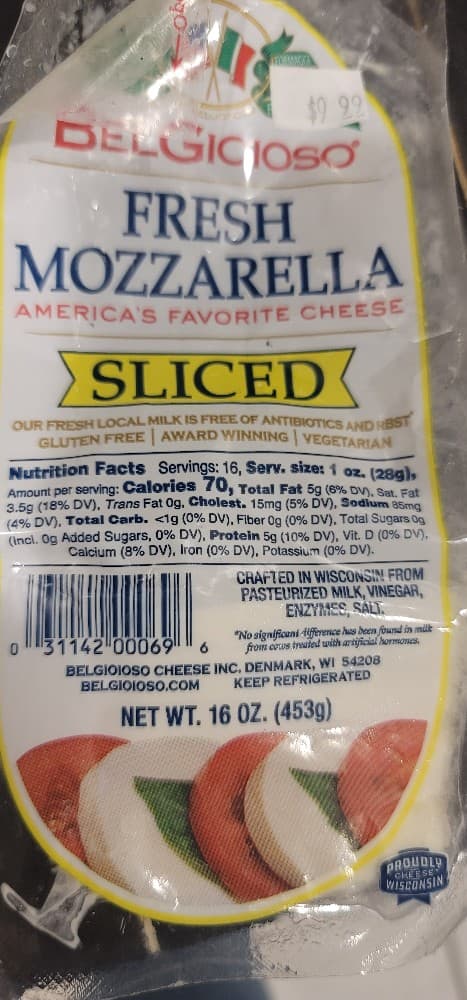 $9.99
BELGIOIOSO®
FRESH
MOZZARELLA
AMERICA'S FAVORITE CHEESE
SLICED
OUR FRESH LOCAL MILK IS FREE OF ANTIBIOTICS AND RBST*
GLUTEN FREE | AWARD WINNING | VEGETARIAN
Nutrition Facts Servings: 16, Serv. size: 1 oz. (28g),
Amount per serving: Calories 70, Total Fat 5g (6% DV), Sat. Fat
3.5g (18% DV), Trans Fat 0g, Cholest. 15mg (5% DV), Sodium 85mg
(4% DV), Total Carb. <1g (0% DV), Fiber 0g (0% DV), Total Sugars 0g
(Incl. 0g Added Sugars, 0% DV), Protein 5g (10% DV), Vit. D (0% DV),
Calcium (8% DV), Iron (0% DV), Potassium (0% DV).
CRAFTED IN WISCONSIN FROM
PASTEURIZED MILK, VINEGAR,
ENZYMES, SALT.
*No significant difference has been found in milk
from cows treated with artificial hormones.
0 31142 00069 6
BELGIOIOSO CHEESE INC. DENMARK, WI 54208
BELGIOIOSO.COM KEEP REFRIGERATED
NET WT. 16 OZ. (453g)
PROUDLY
CHEESE
WISCONSIN